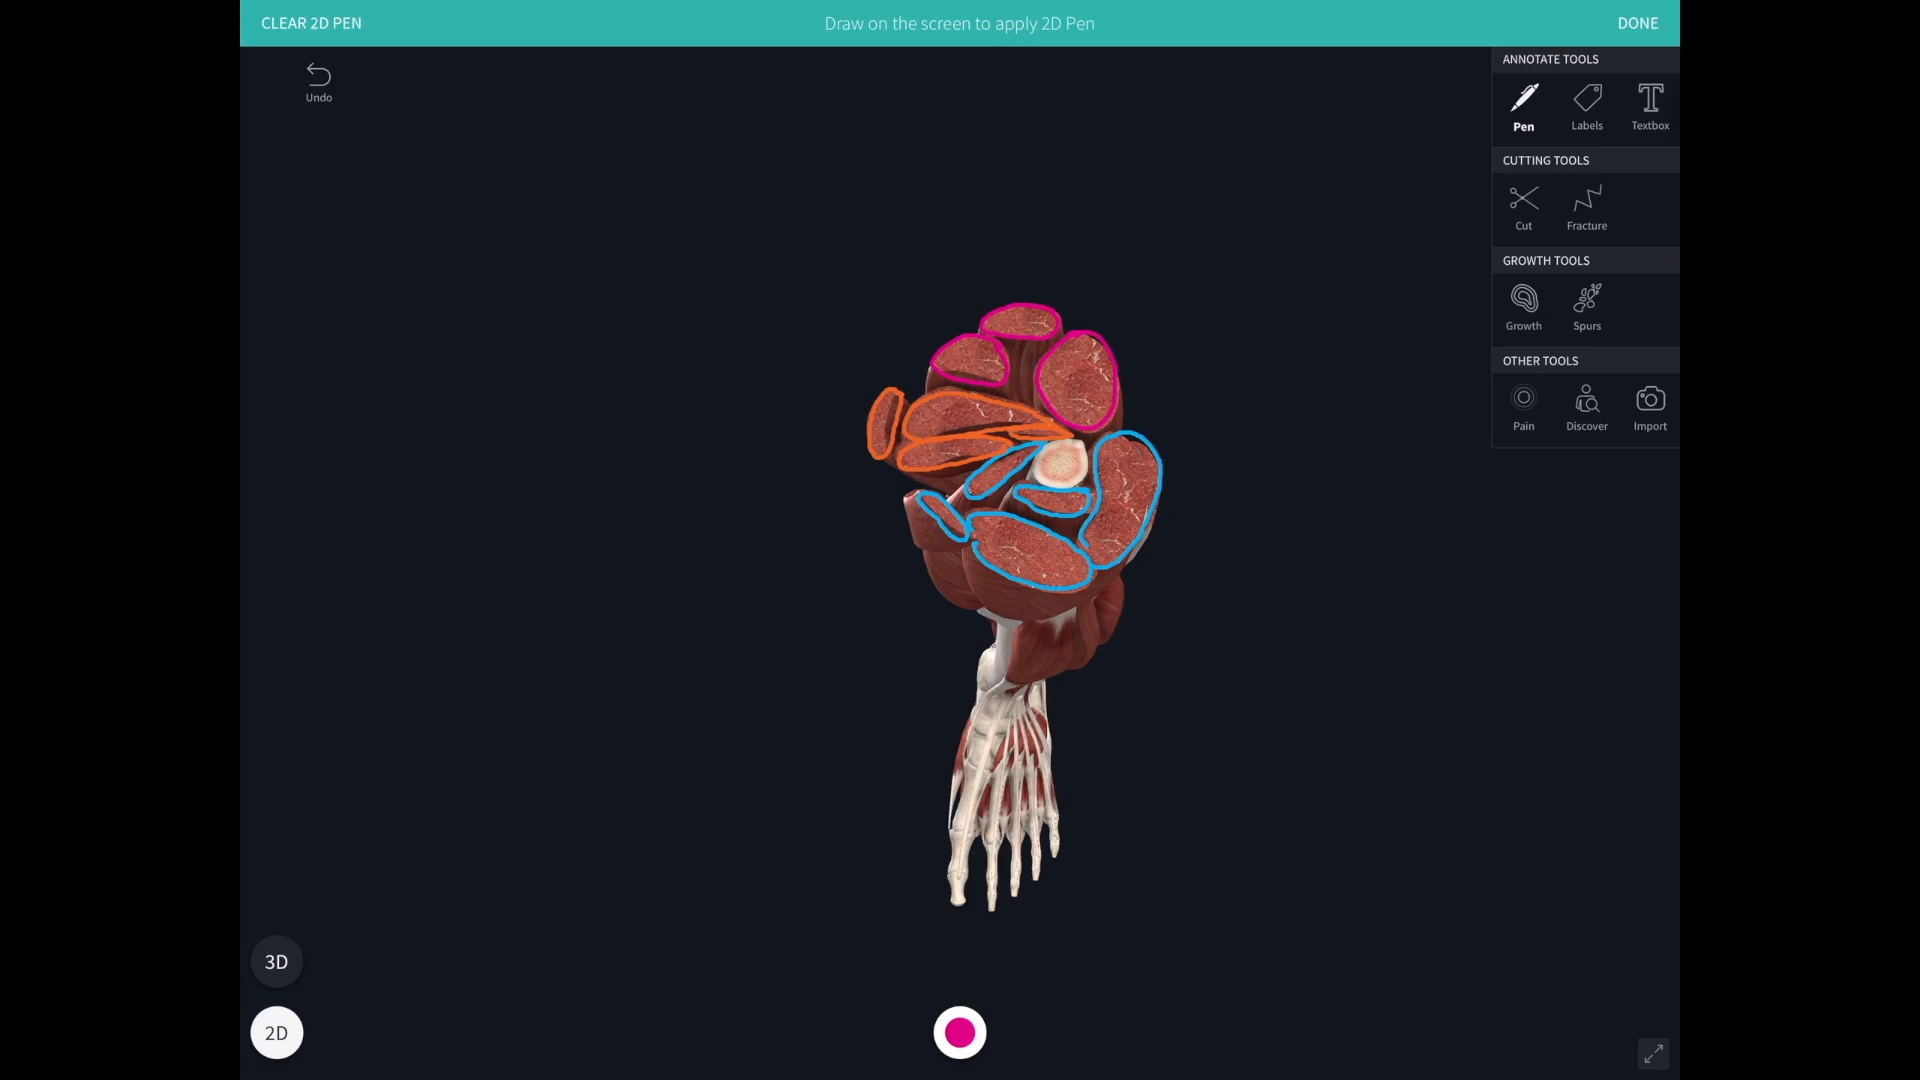 CLEAR 2D PEN
Draw on the screen to apply 2D Pen
DONE
Undo
ANNOTATE TOOLS
Pen
Labels
Textbox
CUTTING TOOLS
Cut
Fracture
GROWTH TOOLS
Growth
Spurs
OTHER TOOLS
Pain
Discover
Import
3D
2D